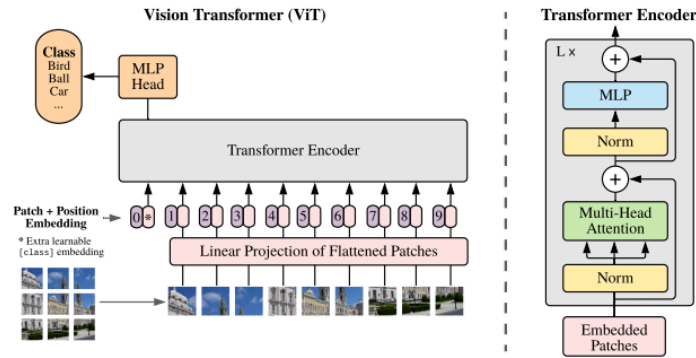 Vision Transformer (ViT)
Class
Bird
Ball
Car
...
MLP
Head
Transformer Encoder
Patch + Position
Embedding
0 * 1 2 3 4 5 6 7 8 9
* Extra learnable
[class] embedding
Linear Projection of Flattened Patches
Transformer Encoder
L ×
+
MLP
Norm
+
Multi-Head
Attention
Norm
Embedded
Patches